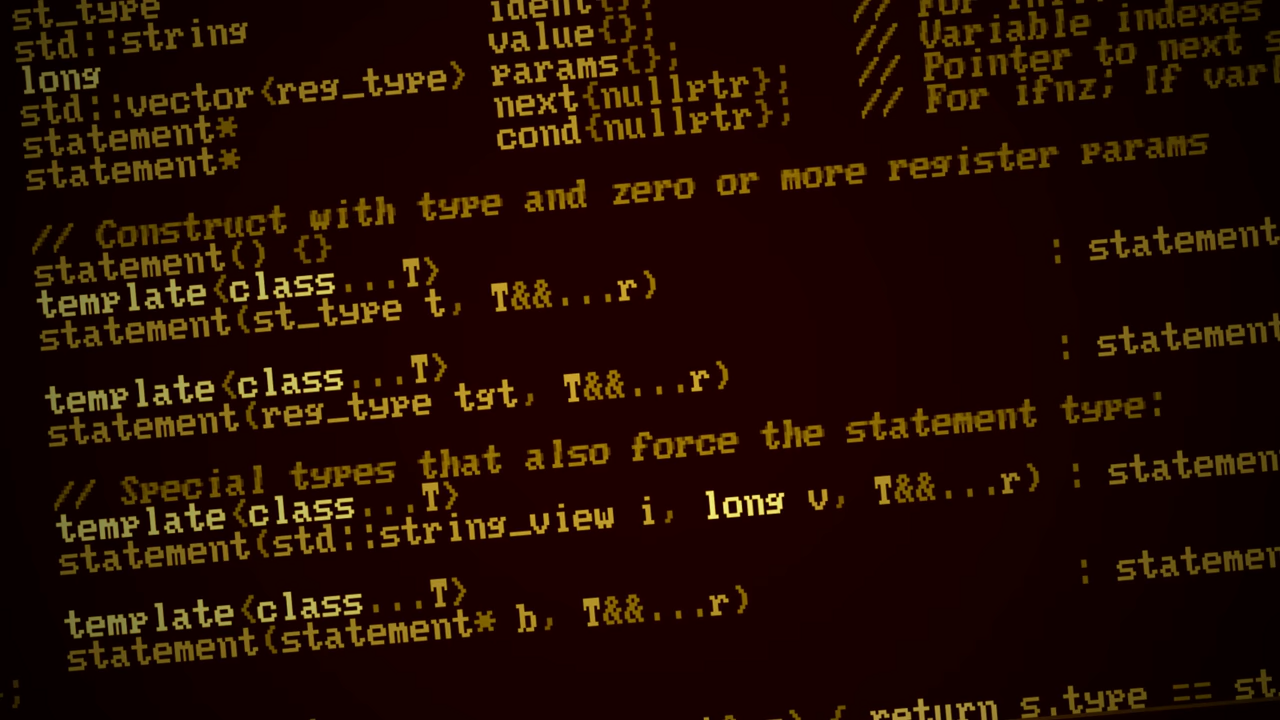 st_type ident{};
std::string value{}; // For
long params{}; // Variable indexes
std::vector<reg_type> next{nullptr}; // Pointer to next
statement* cond{nullptr}; // For ifnz; If var
statement*
// Construct with type and zero or more register params
statement() {}
template<class...T>
statement(st_type t, T&&...r) : statement
template<class...T>
statement(reg_type tgt, T&&...r) : statement
// Special types that also force the statement type:
template<class...T>
statement(std::string_view i, long v, T&&...r) : statemen
template<class...T>
statement(statement* b, T&&...r) : statemen
};
{ return s.type == st